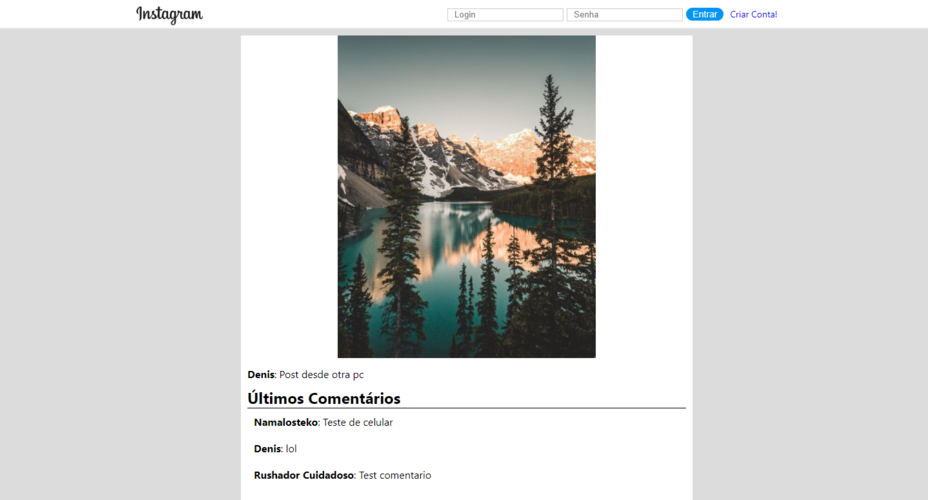 Instagram
Login Senha Entrar Criar Conta!
Denis: Post desde otra pc
Últimos Comentários
Namalosteko: Teste de celular
Denis: lol
Rushador Cuidadoso: Test comentario